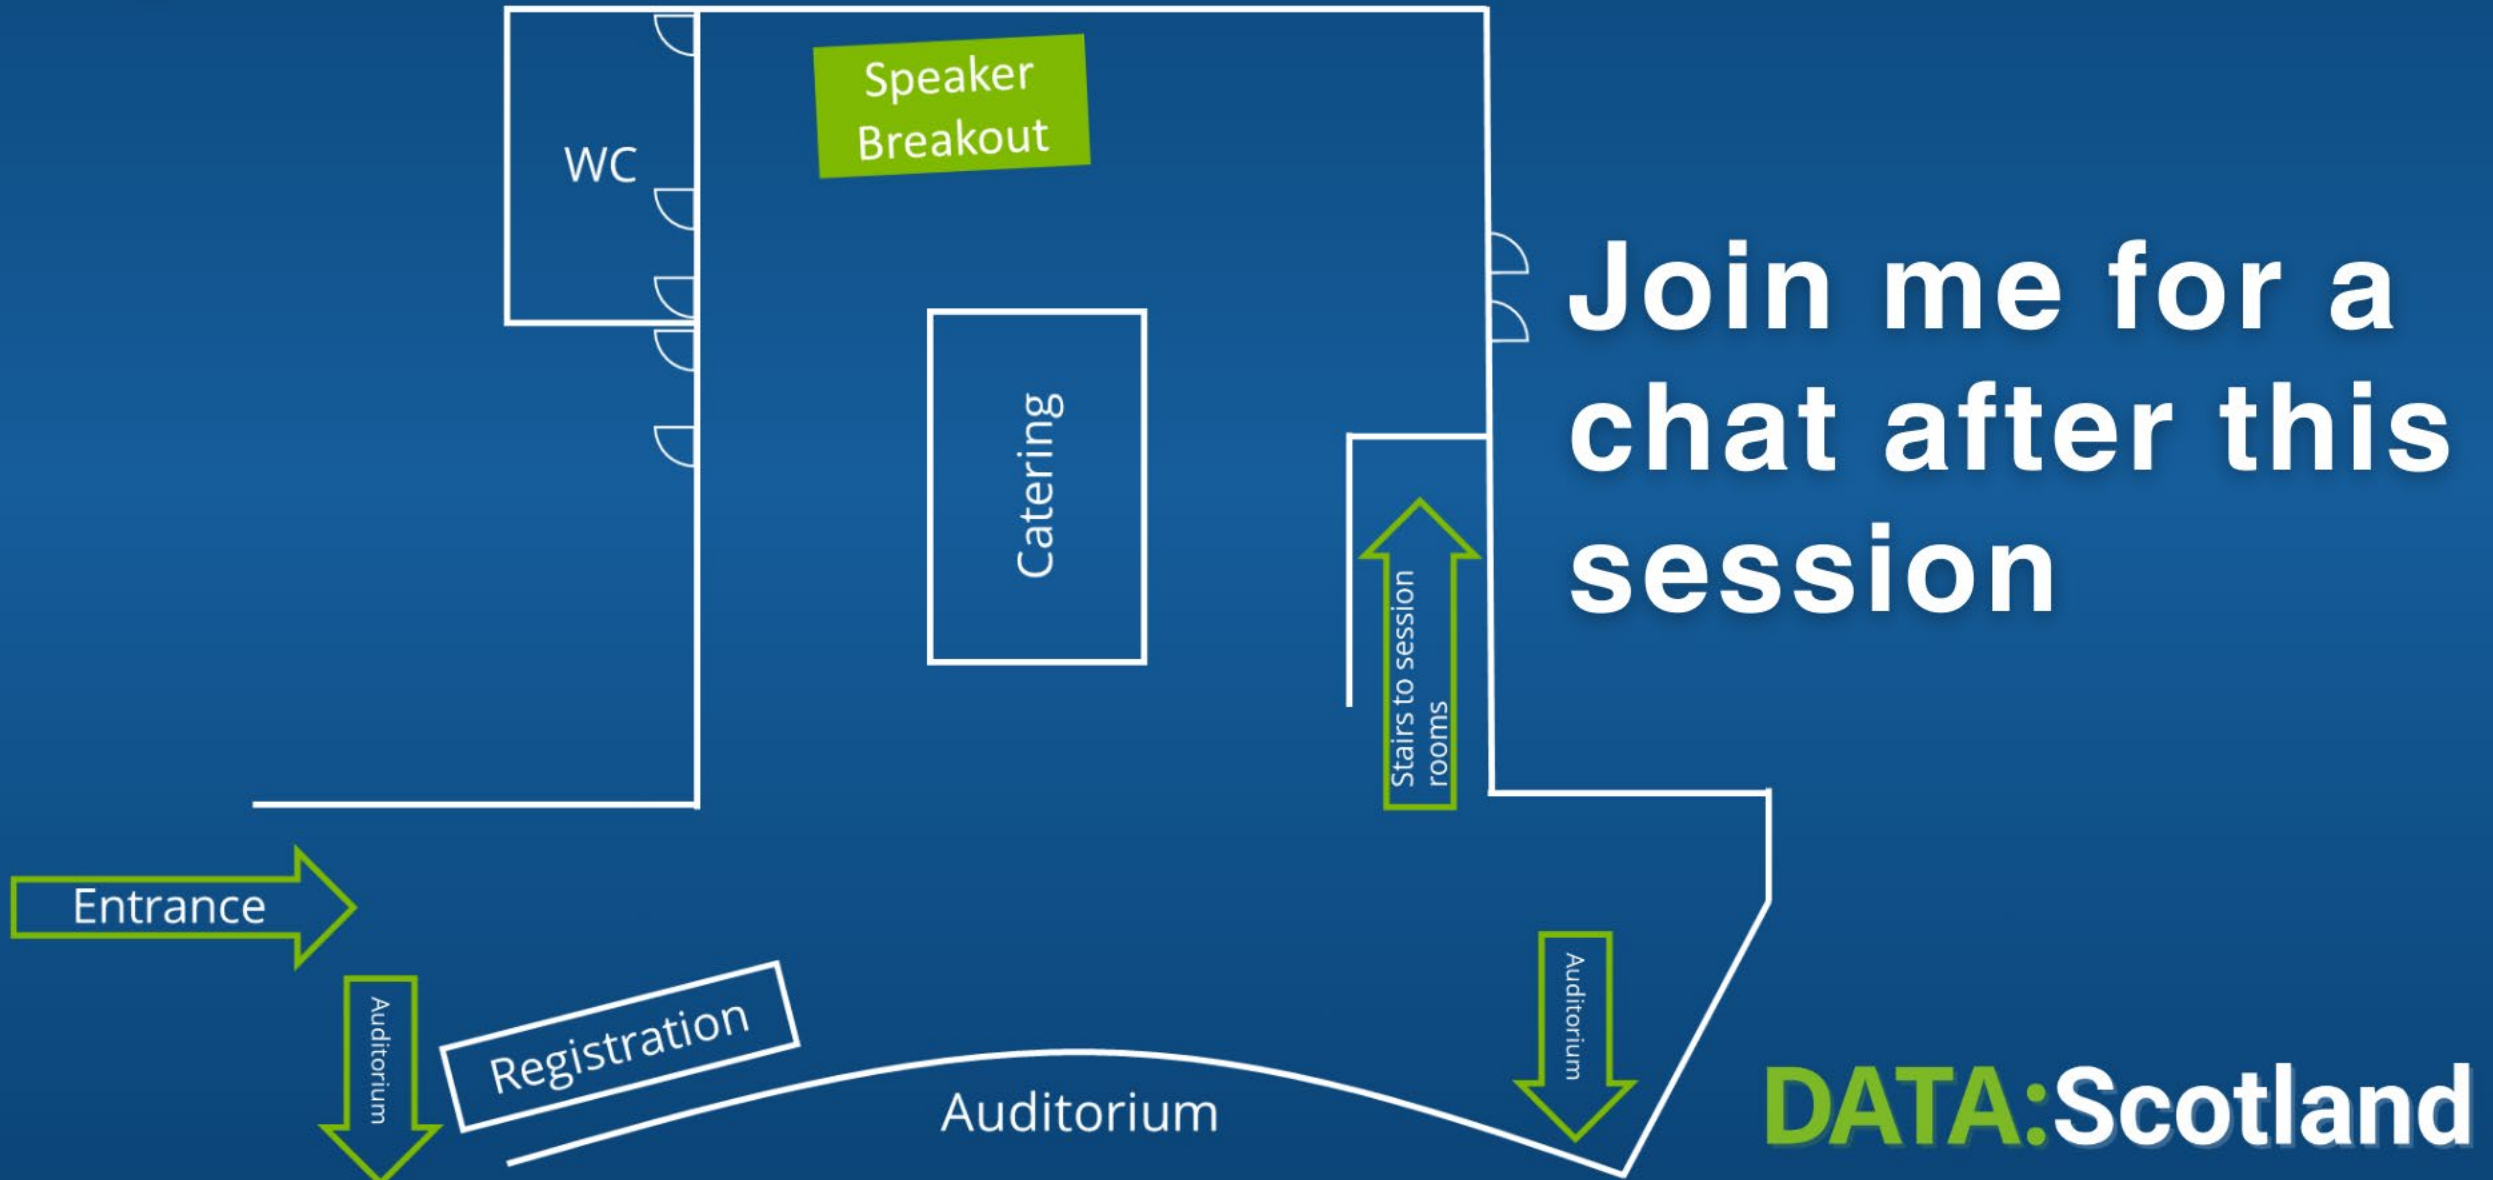 Speaker
Breakout
WC
Join me for a
chat after this
session
Catering
Stairs to session
rooms
Entrance
Auditorium
Registration
Auditorium
Auditorium
DATA:Scotland